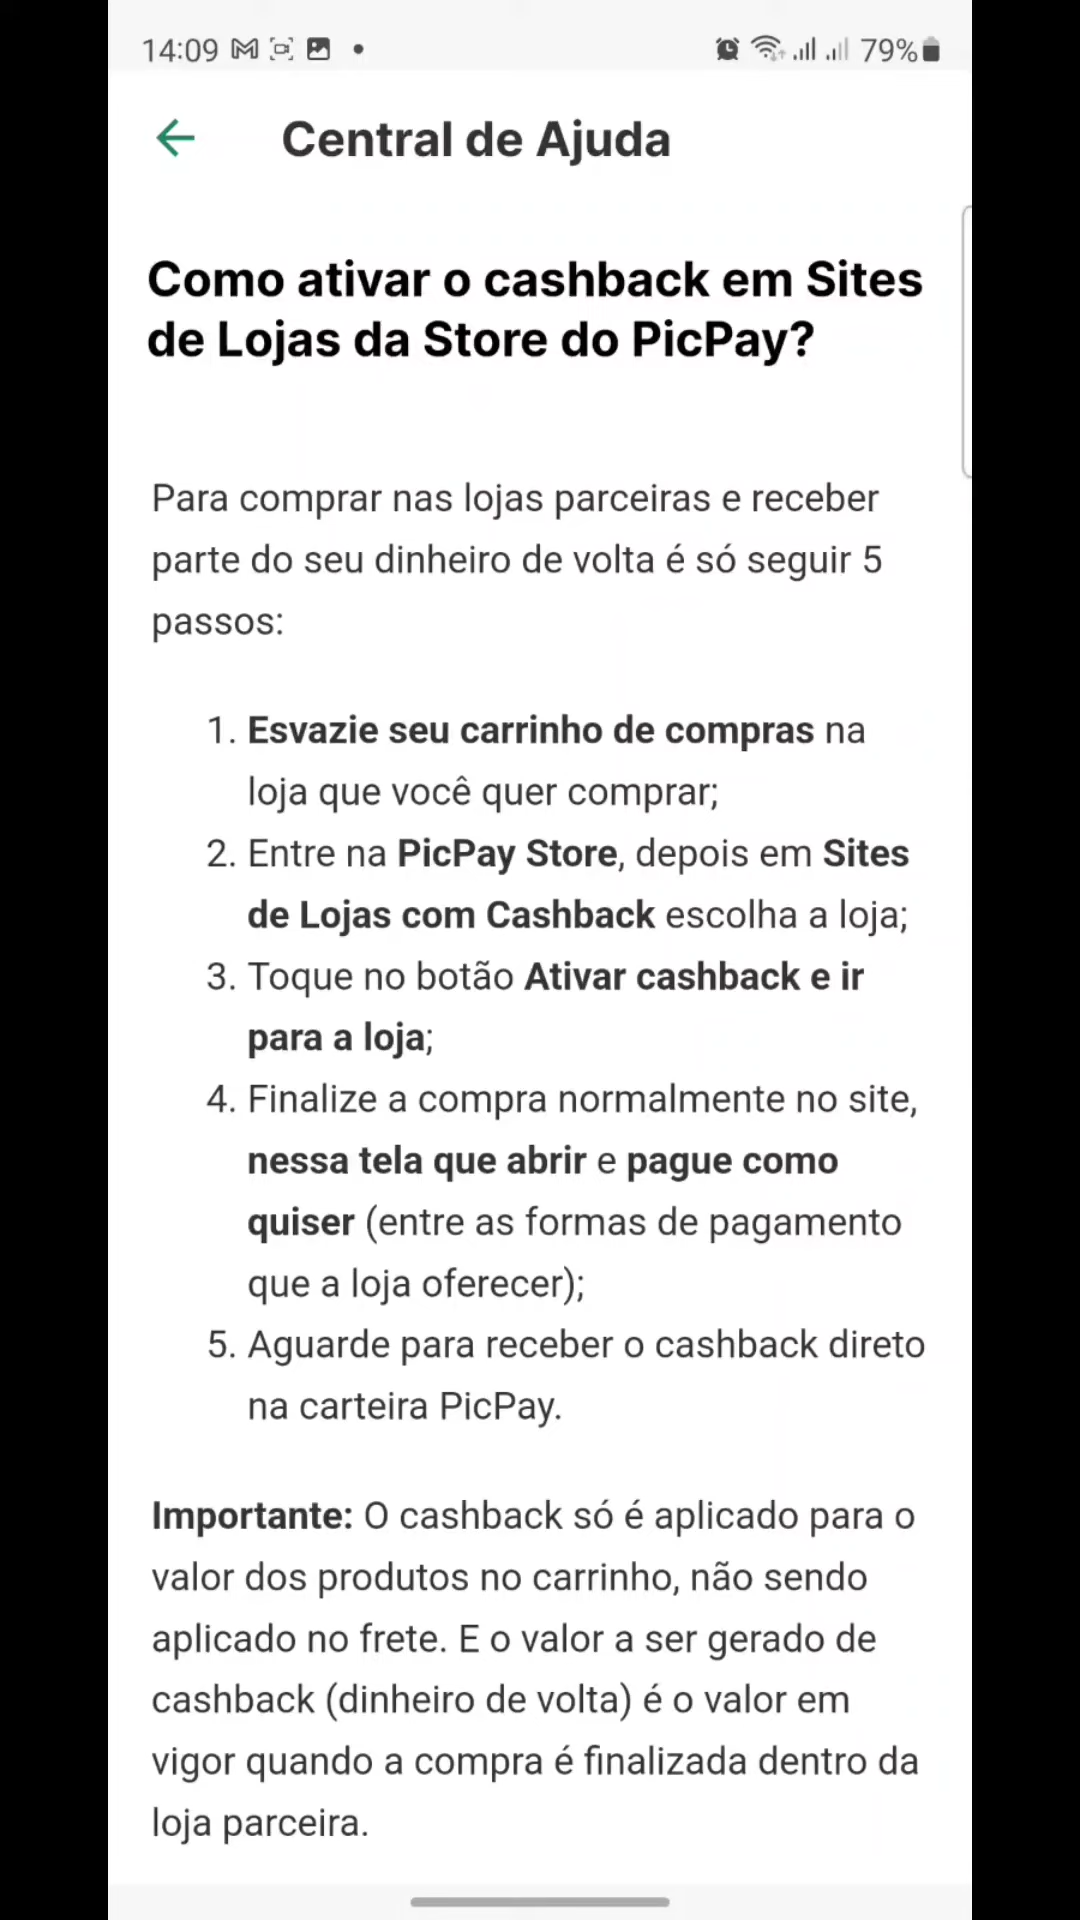 14:09
79%
Central de Ajuda
Como ativar o cashback em Sites
de Lojas da Store do PicPay?
Para comprar nas lojas parceiras e receber
parte do seu dinheiro de volta é só seguir 5
passos:
1. Esvazie seu carrinho de compras na
loja que você quer comprar;
2. Entre na PicPay Store, depois em Sites
de Lojas com Cashback escolha a loja;
3. Toque no botão Ativar cashback e ir
para a loja;
4. Finalize a compra normalmente no site,
nessa tela que abrir e pague como
quiser (entre as formas de pagamento
que a loja oferecer);
5. Aguarde para receber o cashback direto
na carteira PicPay.
Importante: O cashback só é aplicado para o
valor dos produtos no carrinho, não sendo
aplicado no frete. E o valor a ser gerado de
cashback (dinheiro de volta) é o valor em
vigor quando a compra é finalizada dentro da
loja parceira.